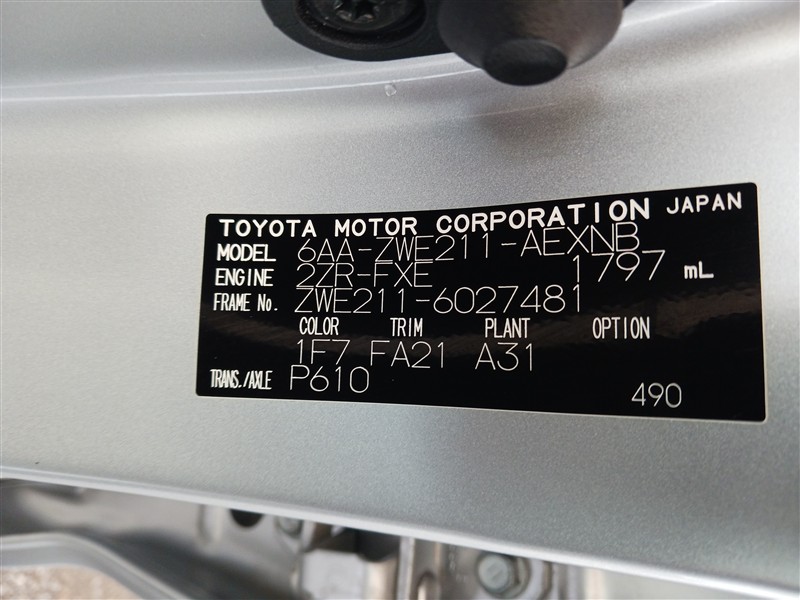 TOYOTA MOTOR CORPORATION JAPAN
MODEL 6AA-ZWE211-AEXNB
ENGINE 2ZR-FXE 1797 mL
FRAME No. ZWE211-6027481
COLOR TRIM PLANT OPTION
1F7 FA21 A31
TRANS./AXLE P610
490